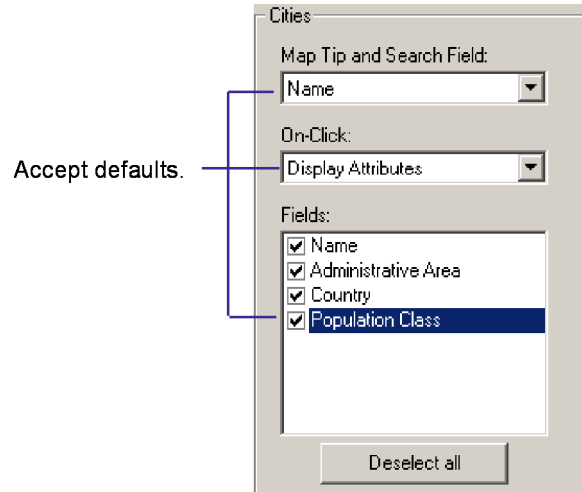 Cities
Map Tip and Search Field:
Name
On-Click:
Accept defaults.
Display Attributes
Fields:
Name
Administrative Area
Country
Population Class
Deselect all